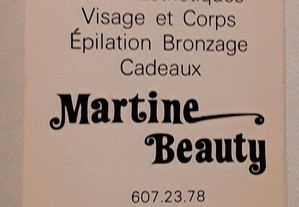 Visage et Corps
Épilation Bronzage
Cadeaux
Martine
Beauty
607.23.78